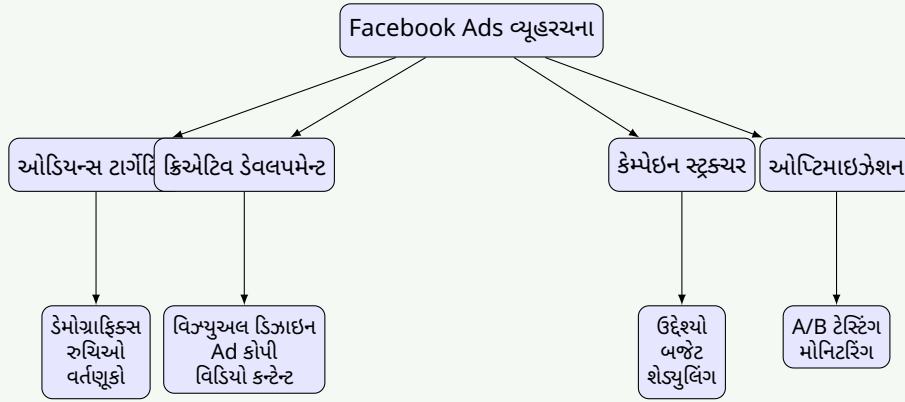 Facebook Ads વ્યૂહરચના
ઓડિયન્સ
ક્રિએટિવ ડેવલપમેન્ટ
કેમ્પેઇન સ્ટ્રક્ચર
ઓપ્ટિમાઇઝેશન
ડેમોગ્રાફિક્સ
રુચિઓ
વર્તણૂકો
વિઝ્યુઅલ ડિઝાઇન
Ad કોપી
વિડિયો કન્ટેન્ટ
ઉદ્દેશ્યો
બજેટ
શેડ્યુલિંગ
A/B ટેસ્ટિંગ
મોનિટરિંગ